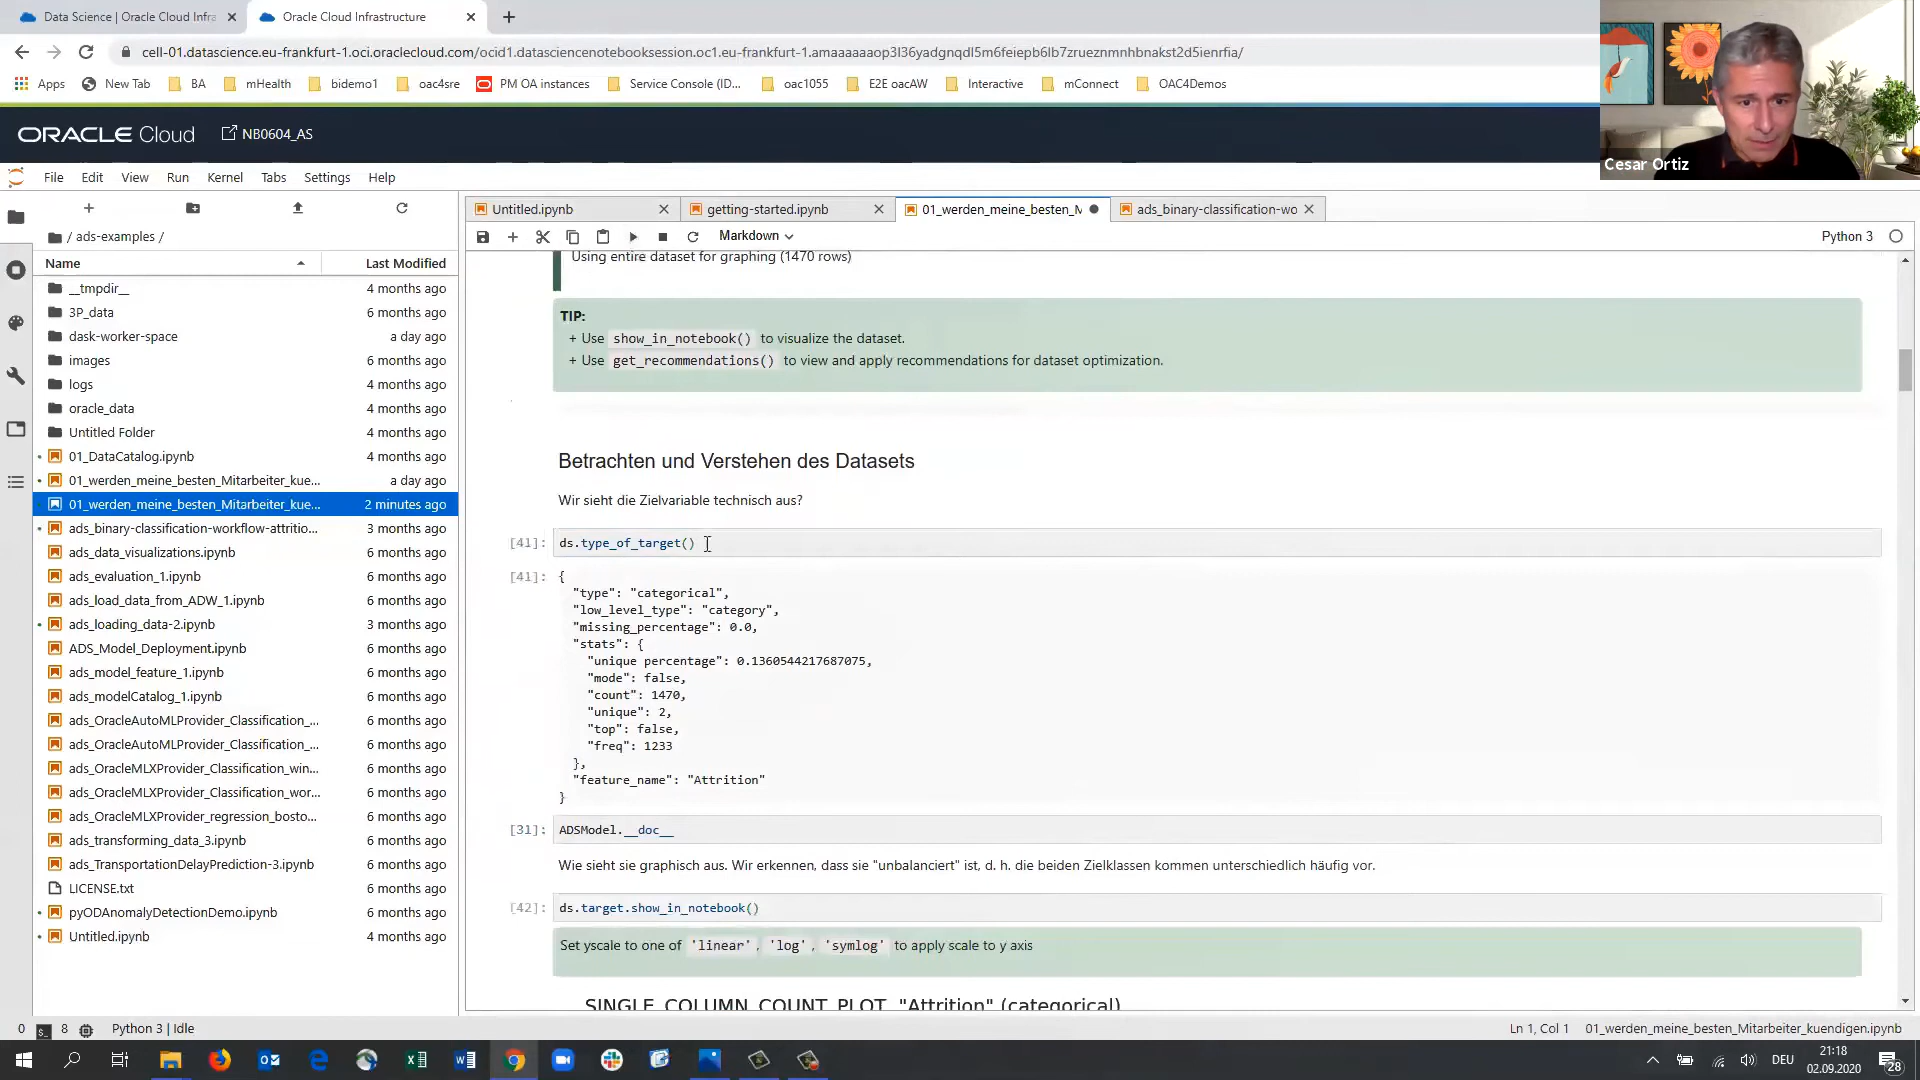 Data Science | Oracle Cloud Infra
Oracle Cloud Infrastructure
cell-01.datascience.eu-frankfurt-1.oci.oraclecloud.com/ocid1.datasciencenotebooksession.oc1.eu-frankfurt-1.amaaaaaaop3l36yadgnqdl5m6feiepb6lb7zrueznmnhbnakst2d5ienrfia/
Apps New Tab BA mHealth bidemo1 oac4sre PM OA instances Service Console (ID... oac1055 E2E oacAW Interactive mConnect OAC4Demos
Cesar Ortiz
ORACLE Cloud NB0604_AS
File Edit View Run Kernel Tabs Settings Help
Untitled.ipynb
getting-started.ipynb
01_werden_meine_besten_M
ads_binary-classification-wo
Markdown
Python 3
/ ads-examples /
Name Last Modified
__tmpdir__ 4 months ago
3P_data 6 months ago
dask-worker-space a day ago
images 6 months ago
logs 4 months ago
oracle_data 4 months ago
Untitled Folder 4 months ago
01_DataCatalog.ipynb 4 months ago
01_werden_meine_besten_Mitarbeiter_kue... a day ago
01_werden_meine_besten_Mitarbeiter_kue... 2 minutes ago
ads_binary-classification-workflow-attritio... 3 months ago
ads_data_visualizations.ipynb 6 months ago
ads_evaluation_1.ipynb 6 months ago
ads_load_data_from_ADW_1.ipynb 6 months ago
ads_loading_data-2.ipynb 3 months ago
ADS_Model_Deployment.ipynb 6 months ago
ads_model_feature_1.ipynb 6 months ago
ads_modelCatalog_1.ipynb 6 months ago
ads_OracleAutoMLProvider_Classification_... 6 months ago
ads_OracleAutoMLProvider_Classification_... 6 months ago
ads_OracleMLXProvider_Classification_win... 6 months ago
ads_OracleMLXProvider_Classification_wor... 6 months ago
ads_OracleMLXProvider_regression_bosto... 6 months ago
ads_transforming_data_3.ipynb 6 months ago
ads_TransportationDelayPrediction-3.ipynb 6 months ago
LICENSE.txt 6 months ago
pyODAnomalyDetectionDemo.ipynb 6 months ago
Untitled.ipynb 4 months ago
Using entire dataset for graphing (1470 rows)
TIP:
+ Use show_in_notebook() to visualize the dataset.
+ Use get_recommendations() to view and apply recommendations for dataset optimization.
Betrachten und Verstehen des Datasets
Wir sieht die Zielvariable technisch aus?
[41]: ds.type_of_target()
[41]: {
"type": "categorical",
"low_level_type": "category",
"missing_percentage": 0.0,
"stats": {
"unique percentage": 0.1360544217687075,
"mode": false,
"count": 1470,
"unique": 2,
"top": false,
"freq": 1233
},
"feature_name": "Attrition"
}
[31]: ADSModel.__doc__
Wie sieht sie graphisch aus. Wir erkennen, dass sie "unbalanciert" ist, d. h. die beiden Zielklassen kommen unterschiedlich häufig vor.
[42]: ds.target.show_in_notebook()
Set yscale to one of 'linear', 'log', 'symlog' to apply scale to y axis
SINGLE_COLUMN_COUNT_PLOT, "Attrition" (categorical)
0 8 Python 3 | Idle
Ln 1, Col 1 01_werden_meine_besten_Mitarbeiter_kuendigen.ipynb
DEU
21:18
02.09.2020
28